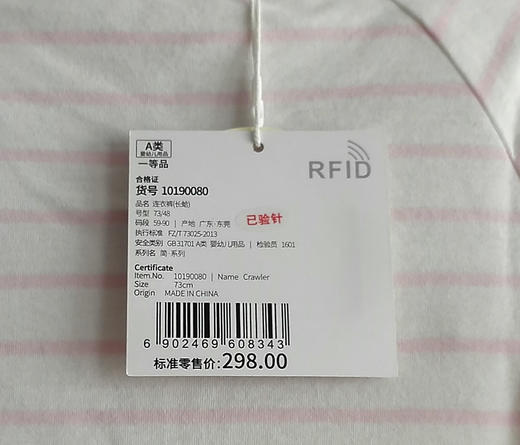 A类
婴幼儿用品
一等品
RFID
合格证
货号 10190080
品名 连衣裤(长蛤)
号型 73/48
码段 59-90 | 产地 广东·东莞
已验针
执行标准 FZ/T 73025-2013
安全类别 GB 31701 A类 婴幼儿用品 | 检验员 1601
系列名 简·系列
Certificate
Item.No. 10190080 | Name Crawler
Size 73cm
Origin MADE IN CHINA
6 902469 608343
标准零售价:298.00